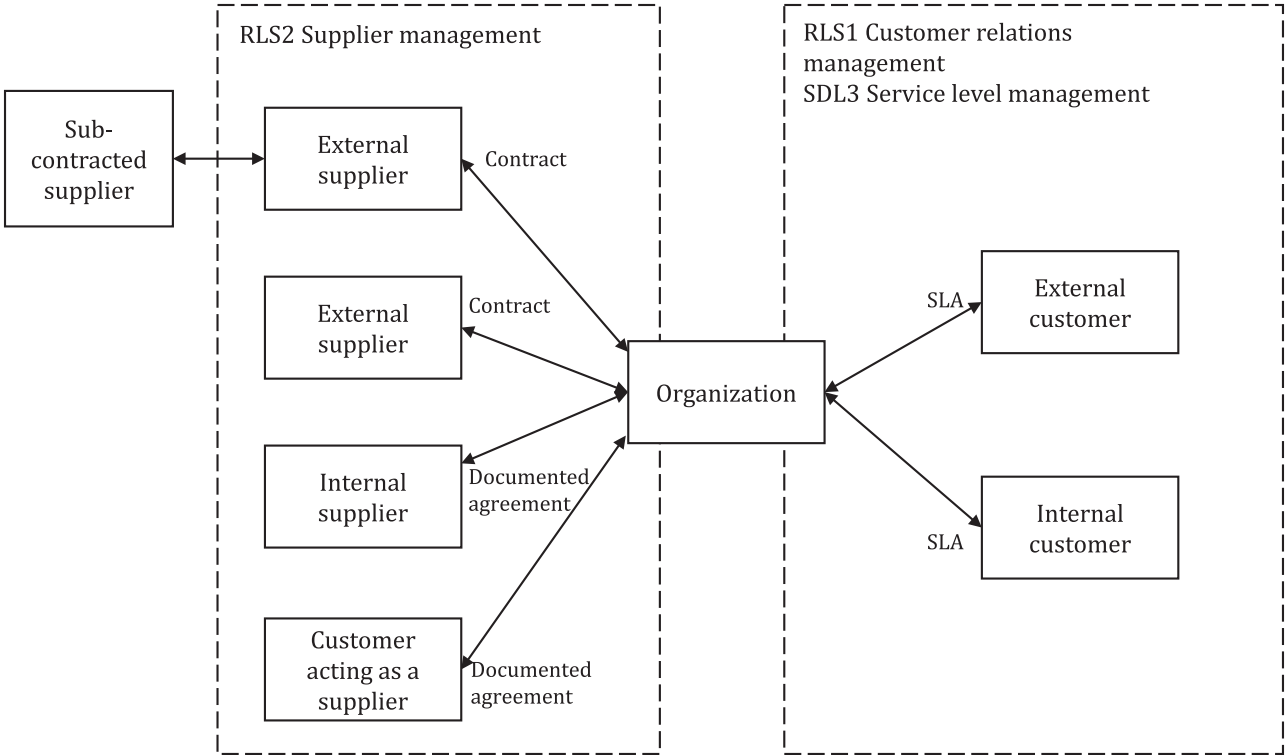 RLS2 Supplier management
RLS1 Customer relations
management
SDL3 Service level management
Sub-
contracted
supplier
External
supplier
Contract
External
supplier
Contract
Internal
supplier
Documented
agreement
Customer
acting as a
supplier
Documented
agreement
Organization
SLA
External
customer
SLA
Internal
customer